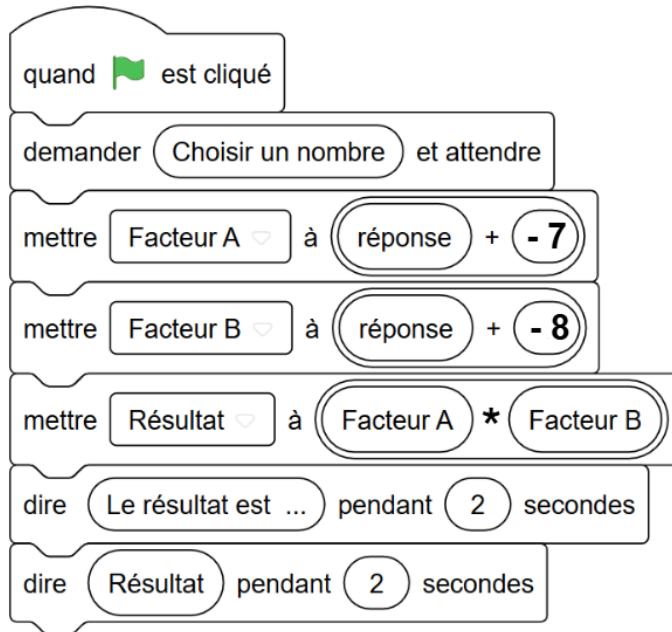 quand est cliqué
demander Choisir un nombre et attendre
mettre Facteur A à réponse + - 7
mettre Facteur B à réponse + - 8
mettre Résultat à Facteur A * Facteur B
dire Le résultat est ... pendant 2 secondes
dire Résultat pendant 2 secondes